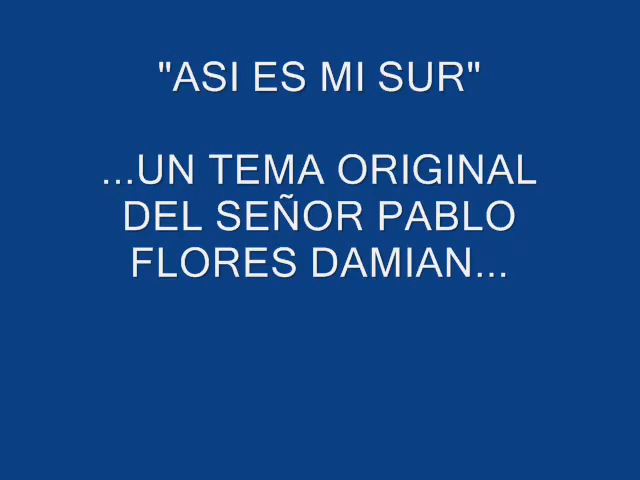 "ASI ES MI SUR"
...UN TEMA ORIGINAL
DEL SEÑOR PABLO
FLORES DAMIAN...